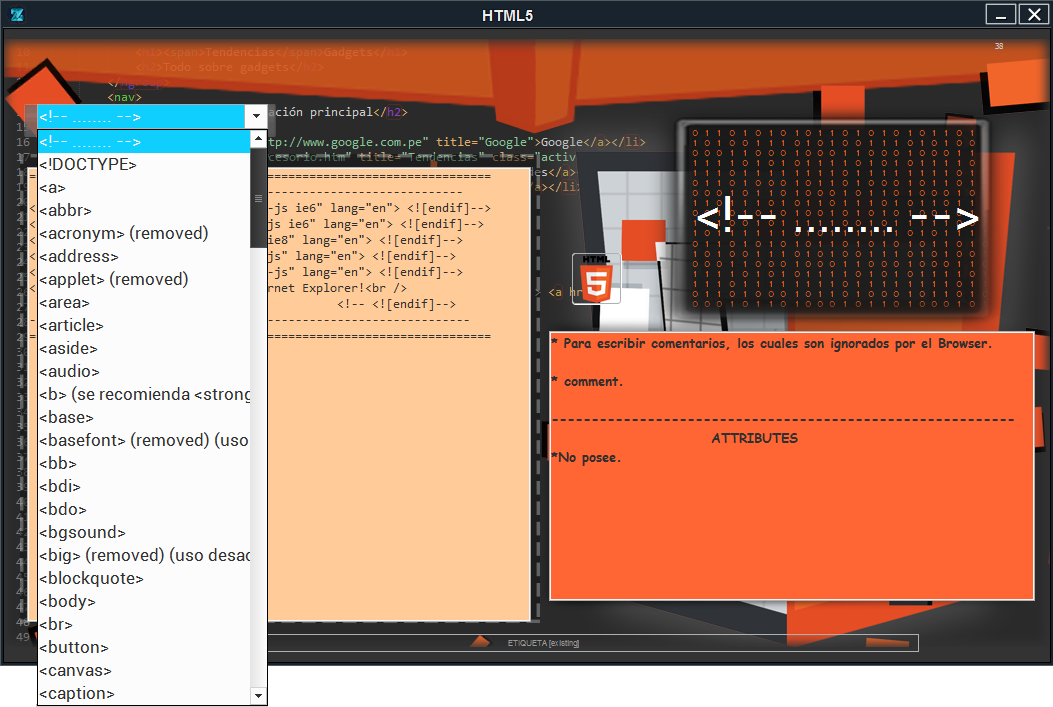 HTML5
38
10 <h1><span>Tendencias</span>Gadgets</h1>
<h2>Todo sobre gadgets</h2>
<nav>
ación principal</h2>
15
16 tp://www.google.com.pe" title="Google">Google</a></li>
17 cesorio.htm" title="Tendencias" class="activ
des</a>
/a></li>
<!-- ........ -->
<!-- ........ -->
<!DOCTYPE>
<a>
<abbr>
<acronym> (removed)
<address>
<applet> (removed)
<area>
<article>
<aside>
<audio>
<b> (se recomienda <strong
<base>
<basefont> (removed) (uso
<bb>
<bdi>
<bdo>
<bgsound>
<big> (removed) (uso desac
<blockquote>
<body>
<br>
<button>
<canvas>
<caption>
==============================
--------------------------
-js ie6" lang="en"> <![endif]-->
js ie6" lang="en"> <![endif]-->
ie8" lang="en"> <![endif]-->
js" lang="en"> <![endif]-->
-js" lang="en"> <![endif]-->
rnet Explorer!<br />
<!-- <![endif]-->
---------------------------
==============================
<a hr
HTML
5
<!-- ........ -->
* Para escribir comentarios, los cuales son ignorados por el Browser.
* comment.
----------------------------------------------------------
ATTRIBUTES
*No posee.
49
ETIQUETA [existing]